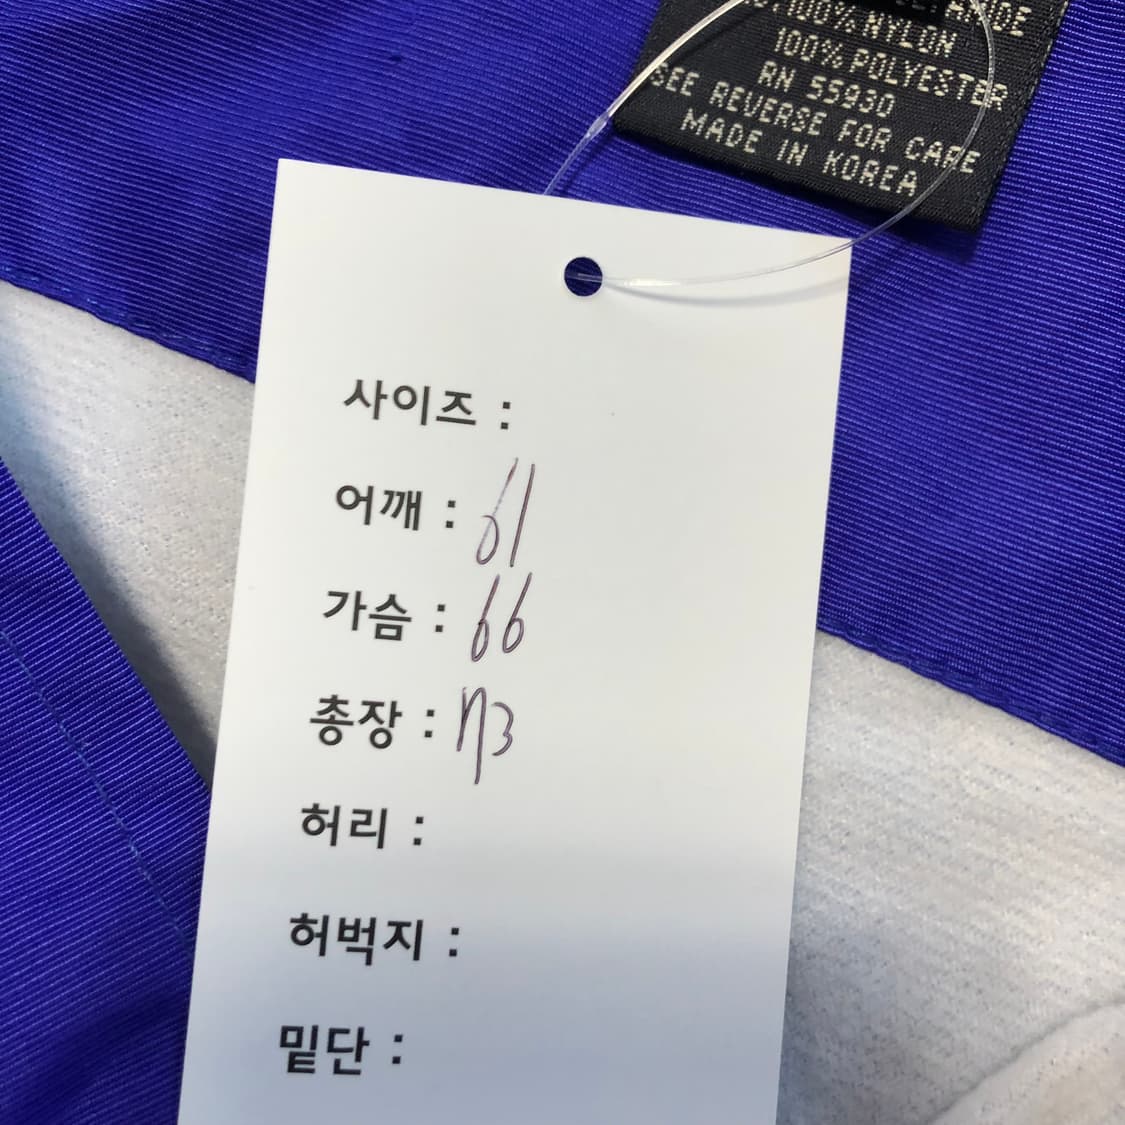 100% NYLON
100% POLYESTER
RN 55930
SEE REVERSE FOR CARE
MADE IN KOREA
사이즈 :
어깨 : 61
가슴 : 66
총장 : 73
허리 :
허벅지 :
밑단 :